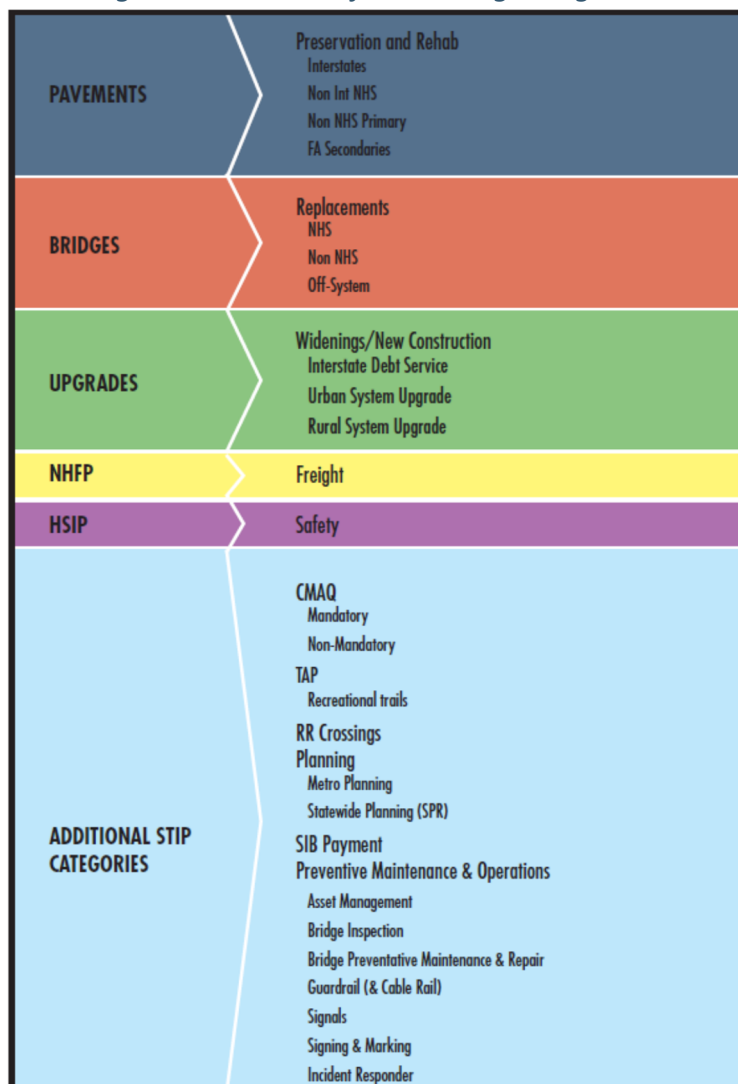 PAVEMENTS
Preservation and Rehab
Interstates
Non Int NHS
Non NHS Primary
FA Secondaries
BRIDGES
Replacements
NHS
Non NHS
Off-System
UPGRADES
Widenings/New Construction
Interstate Debt Service
Urban System Upgrade
Rural System Upgrade
NHFP
Freight
HSIP
Safety
ADDITIONAL STIP
CATEGORIES
CMAQ
Mandatory
Non-Mandatory
TAP
Recreational trails
RR Crossings
Planning
Metro Planning
Statewide Planning (SPR)
SIB Payment
Preventive Maintenance & Operations
Asset Management
Bridge Inspection
Bridge Preventative Maintenance & Repair
Guardrail (& Cable Rail)
Signals
Signing & Marking
Incident Responder